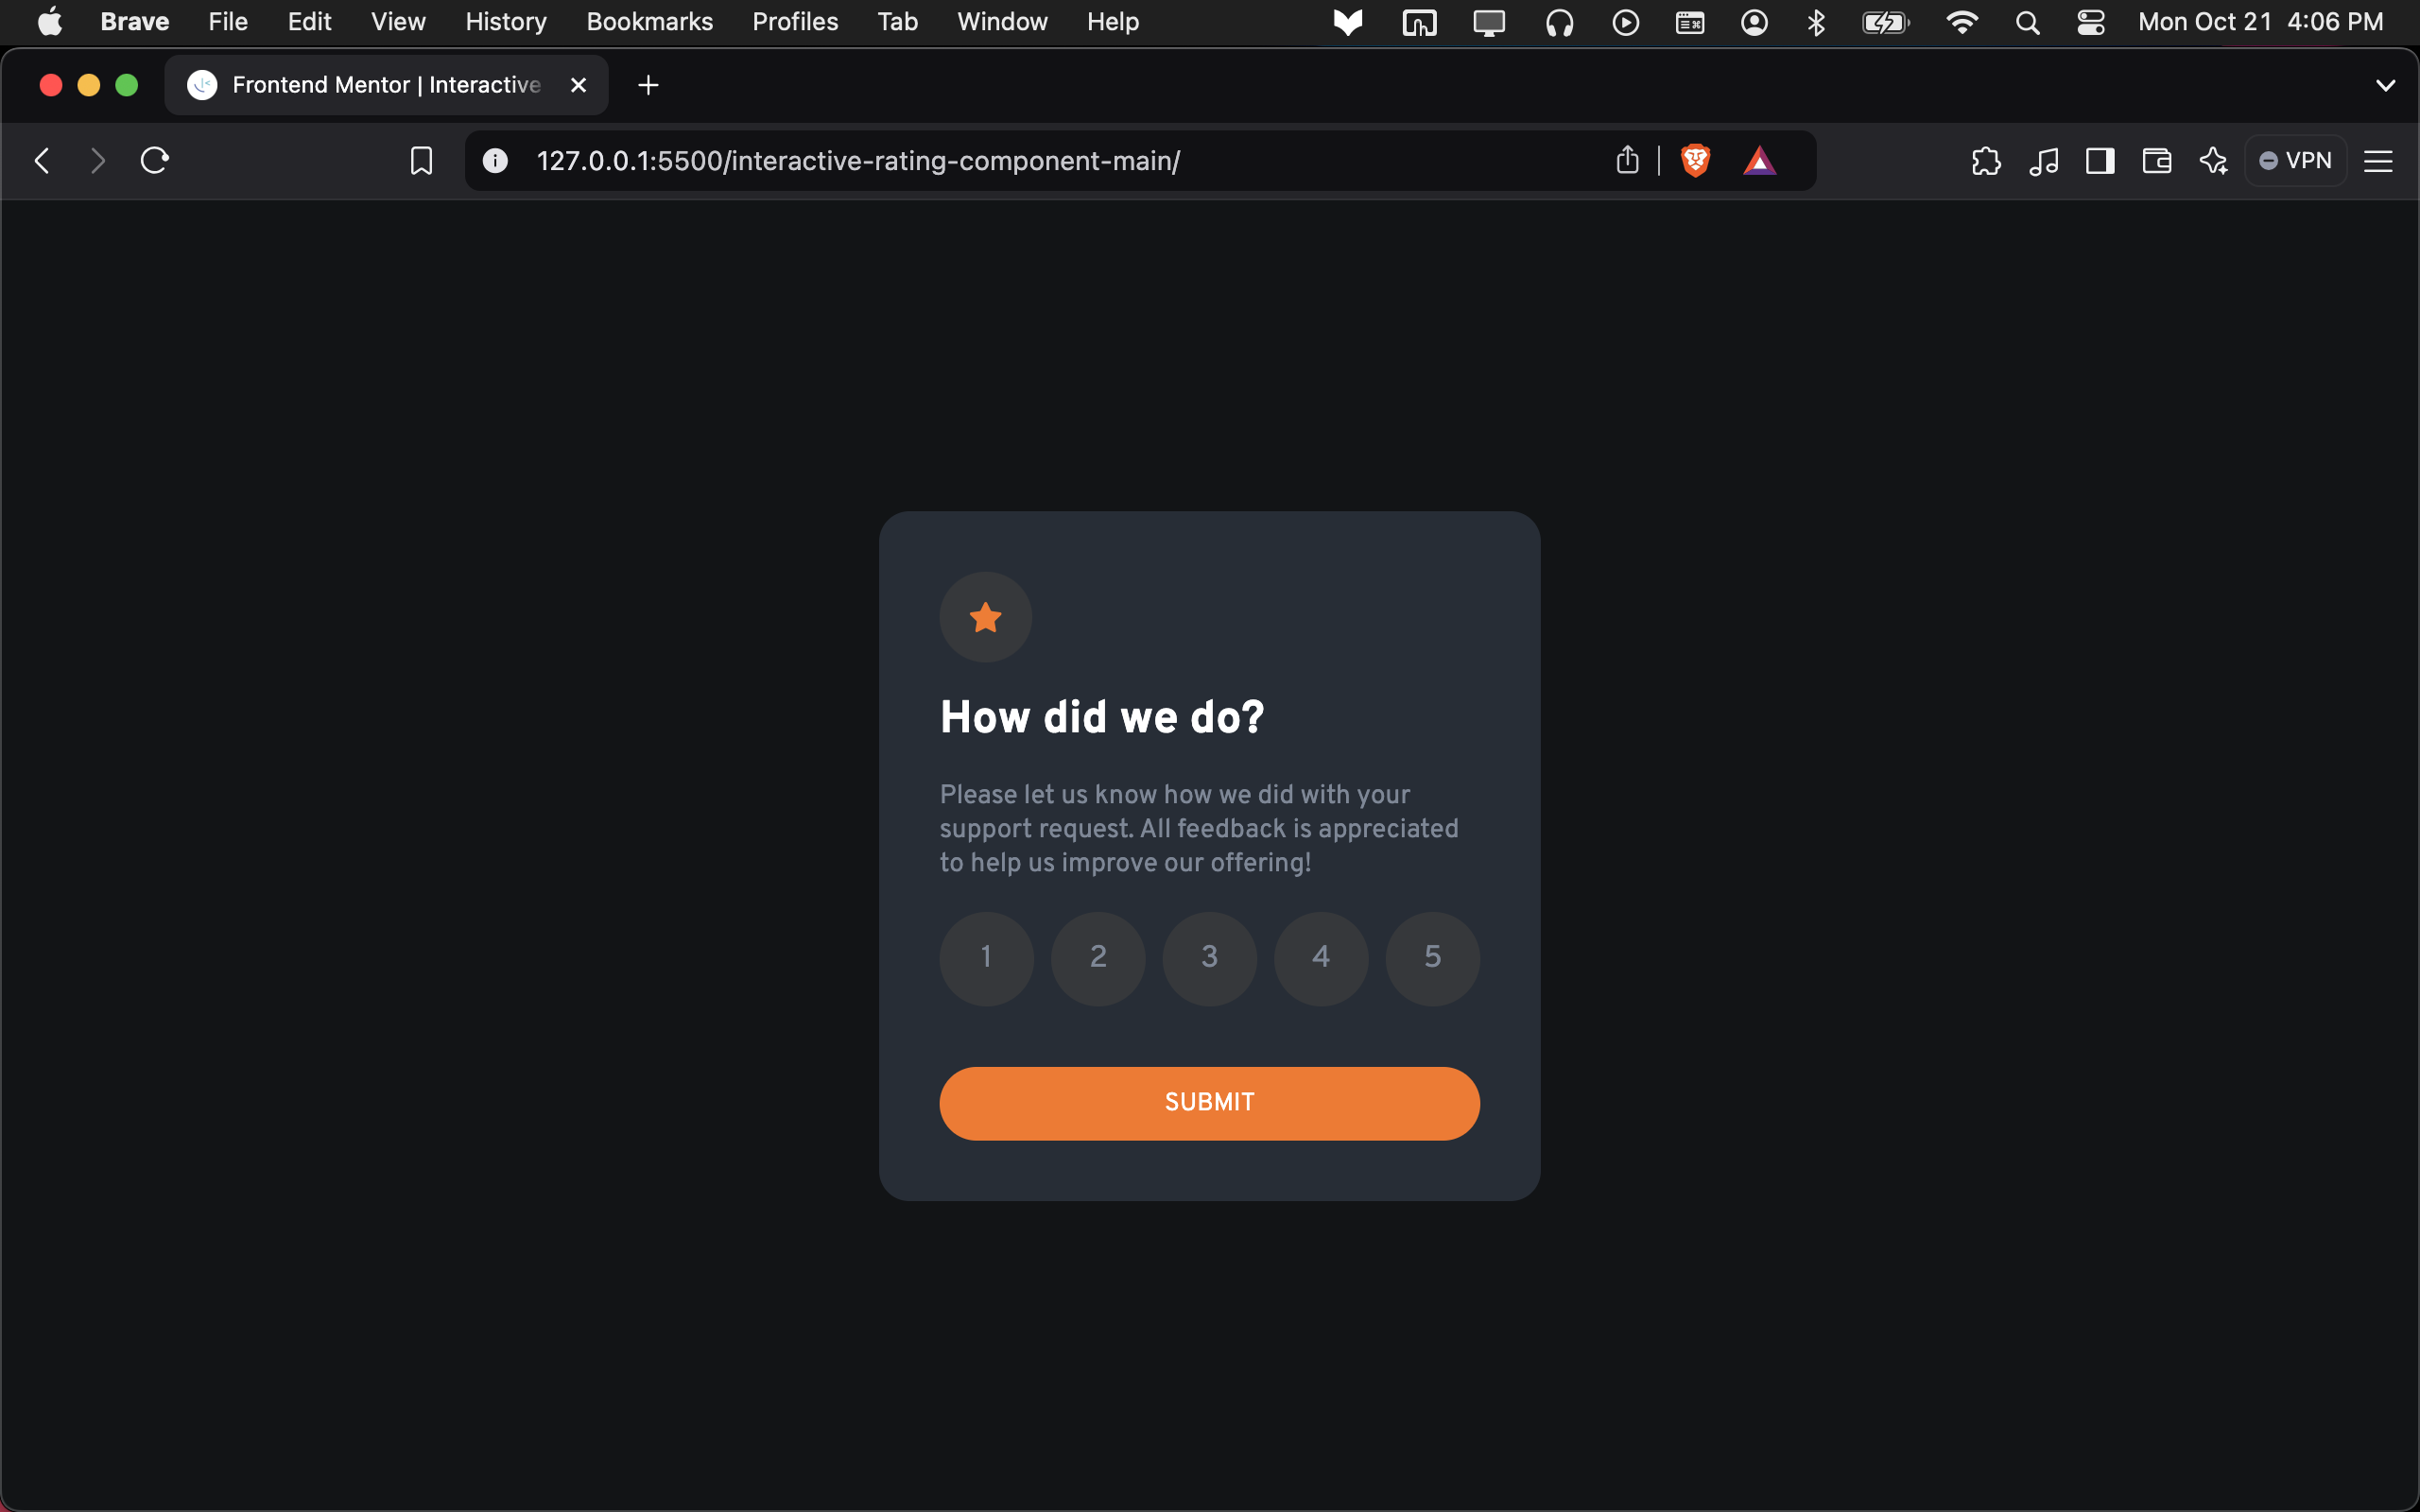 Brave File Edit View History Bookmarks Profiles Tab Window Help Mon Oct 21 4:06 PM
Frontend Mentor | Interactive
127.0.0.1:5500/interactive-rating-component-main/ VPN
How did we do?
Please let us know how we did with your
support request. All feedback is appreciated
to help us improve our offering!
1 2 3 4 5
SUBMIT